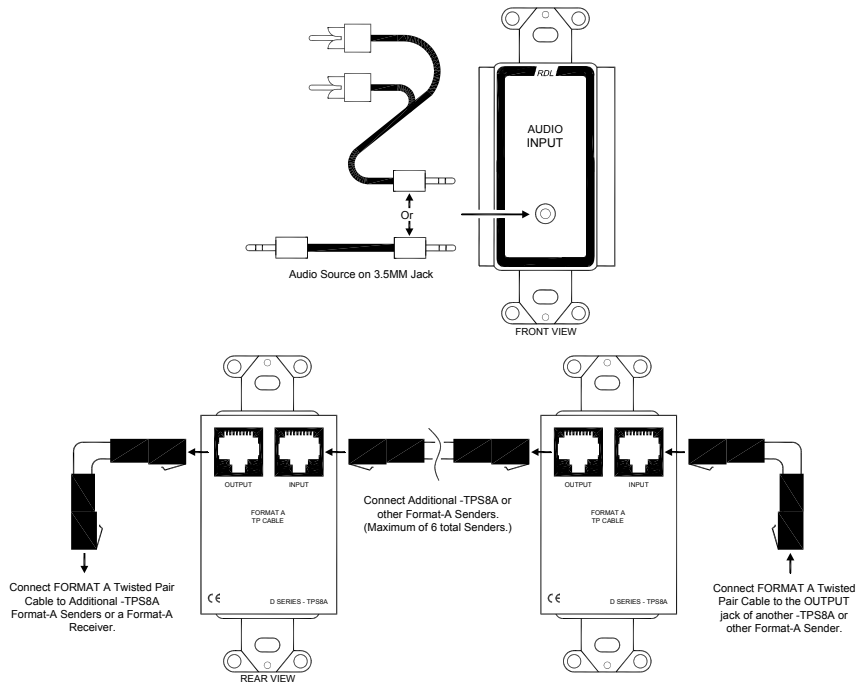 RDL
AUDIO
INPUT
Or
Audio Source on 3.5MM Jack
FRONT VIEW
OUTPUT
INPUT
FORMAT A
TP CABLE
D SERIES - TPS8A
REAR VIEW
Connect FORMAT A Twisted Pair
Cable to Additional -TPS8A
Format-A Senders or a Format-A
Receiver.
Connect Additional -TPS8A or
other Format-A Senders.
(Maximum of 6 total Senders.)
OUTPUT
INPUT
FORMAT A
TP CABLE
D SERIES - TPS8A
Connect FORMAT A Twisted
Pair Cable to the OUTPUT
jack of another -TPS8A or
other Format-A Sender.